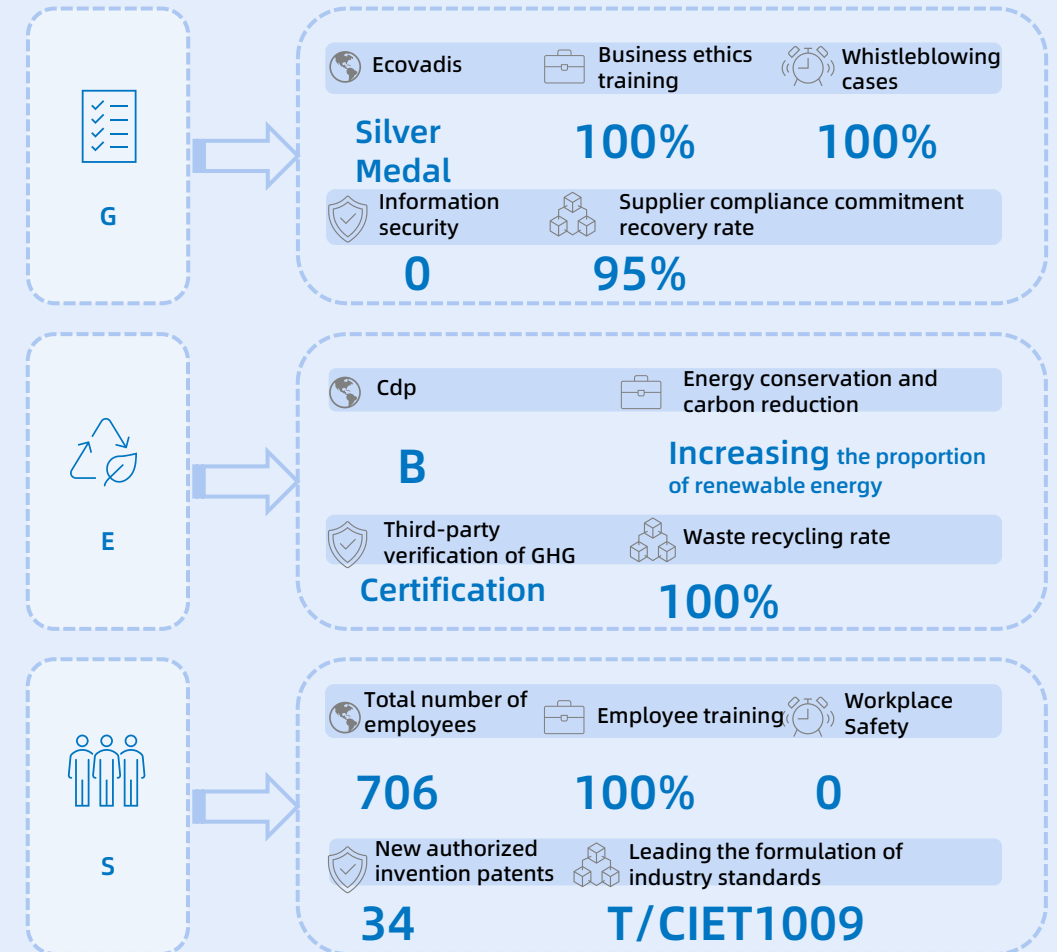 G
Ecovadis
Business ethics
training
Whistleblowing
cases
Silver
Medal
100%
100%
Information
security
Supplier compliance commitment
recovery rate
0
95%
E
Cdp
Energy conservation and
carbon reduction
B
Increasing the proportion
of renewable energy
Third-party
verification of GHG
Waste recycling rate
Certification
100%
S
Total number of
employees
Employee training
Workplace
Safety
706
100%
0
New authorized
invention patents
Leading the formulation of
industry standards
34
T/CIET1009